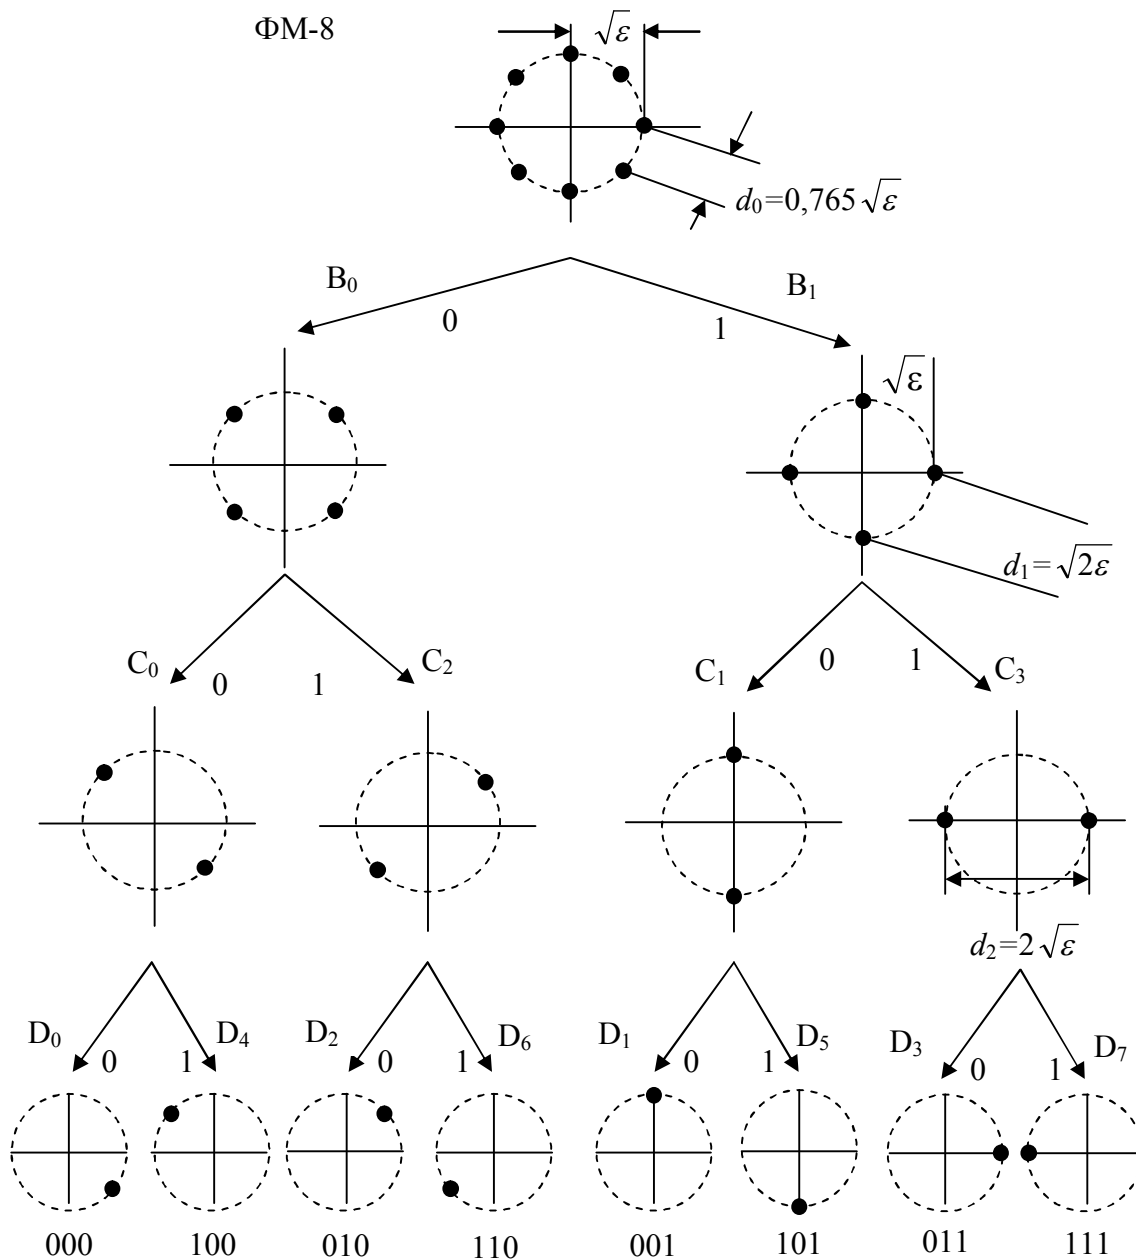 ФМ-8
√ε
d₀=0,765√ε
B₀ B₁
0 1
√ε
d₁=√2ε
C₀ 0 1 C₂ C₁ 0 1 C₃
d₂=2√ε
D₀ 0 1 D₄ D₂ 0 1 D₆ D₁ 0 1 D₅ D₃ 0 1 D₇
000 100 010 110 001 101 011 111